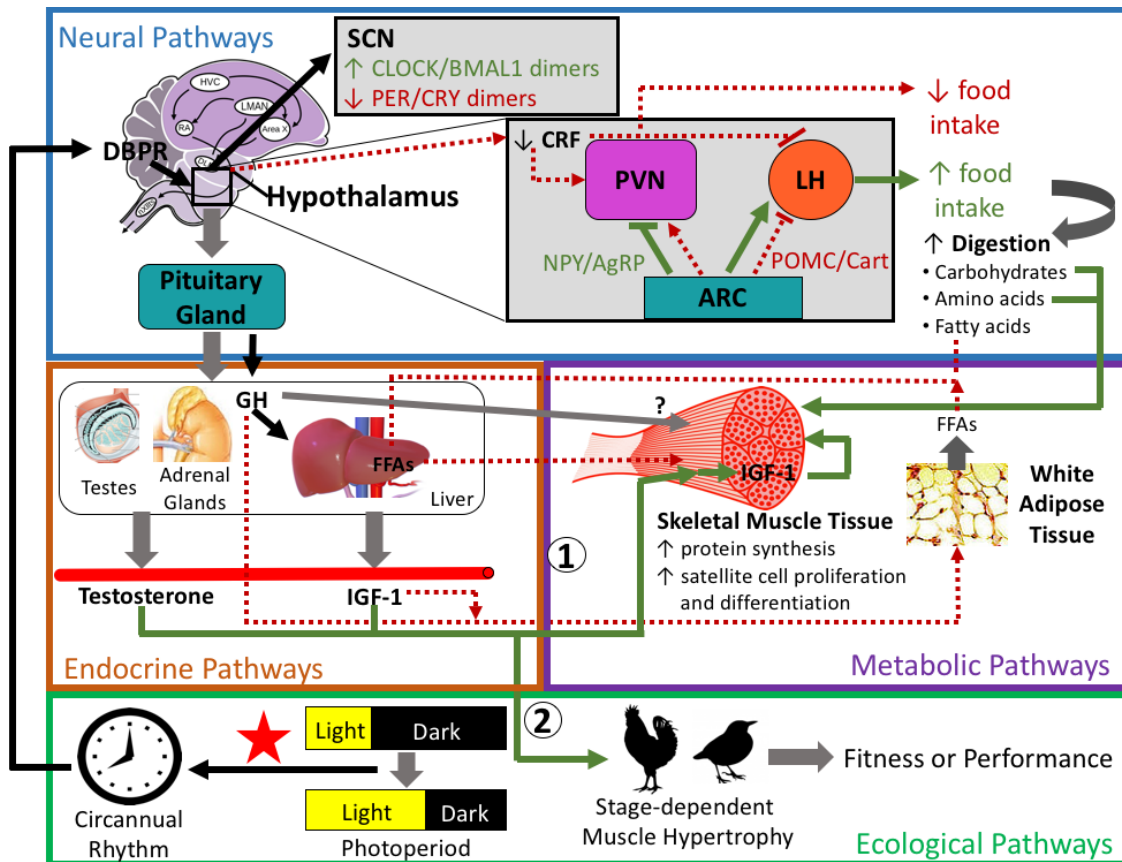 Neural Pathways
SCN
↑ CLOCK/BMAL1 dimers
↓ PER/CRY dimers
HVC
LMAN
RA
Area X
DBPR
Hypothalamus
↓ CRF
PVN
LH
NPY/AgRP
POMC/Cart
ARC
↓ food
intake
↑ food
intake
↑ Digestion
• Carbohydrates
• Amino acids
• Fatty acids
Pituitary
Gland
GH
Testes
Adrenal
Glands
FFAs
Liver
Testosterone
IGF-1
Endocrine Pathways
1
?
IGF-1
Skeletal Muscle Tissue
↑ protein synthesis
↑ satellite cell proliferation
and differentiation
FFAs
White
Adipose
Tissue
Metabolic Pathways
2
Circannual
Rhythm
Light Dark
Light Dark
Photoperiod
Stage-dependent
Muscle Hypertrophy
Fitness or Performance
Ecological Pathways